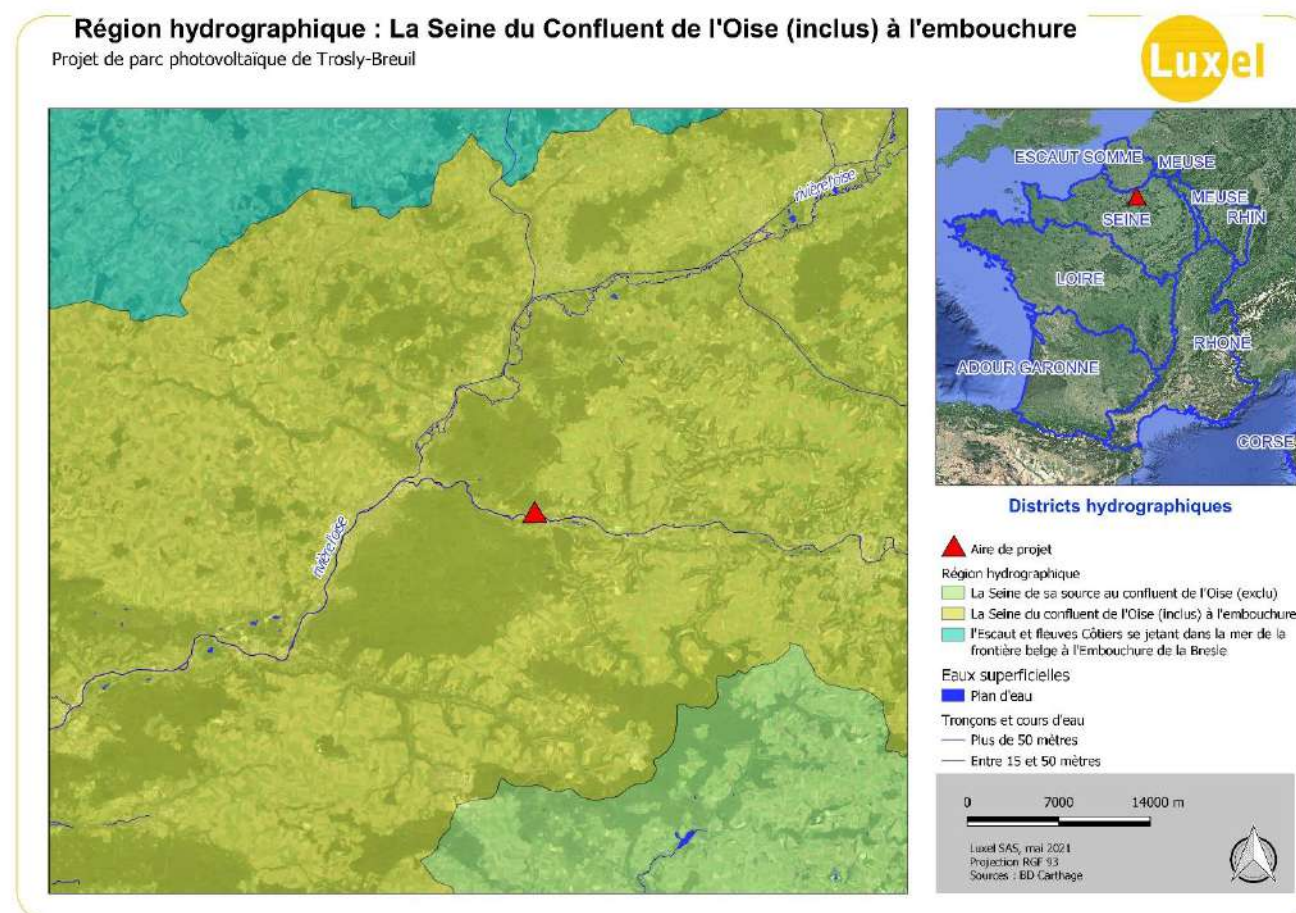 Région hydrographique : La Seine du Confluent de l'Oise (inclus) à l'embouchure
Projet de parc photovoltaïque de Trosly-Breuil
Luxel
rivière l'oise
rivière l'oise
ESCAUT SOMME
MEUSE
MEUSE
SEINE
RHIN
LOIRE
RHONE
ADOUR GARONNE
CORSE
Districts hydrographiques
Aire de projet
Région hydrographique
La Seine de sa source au confluent de l'Oise (exclu)
La Seine du confluent de l'Oise (inclus) à l'embouchure
l'Escaut et fleuves Côtiers se jetant dans la mer de la
frontière belge à l'Embouchure de la Bresle
Eaux superficielles
Plan d'eau
Tronçons et cours d'eau
Plus de 50 mètres
Entre 15 et 50 mètres
0 7000 14000 m
Luxel SAS, mai 2021
Projection RGF 93
Sources : BD Carthage